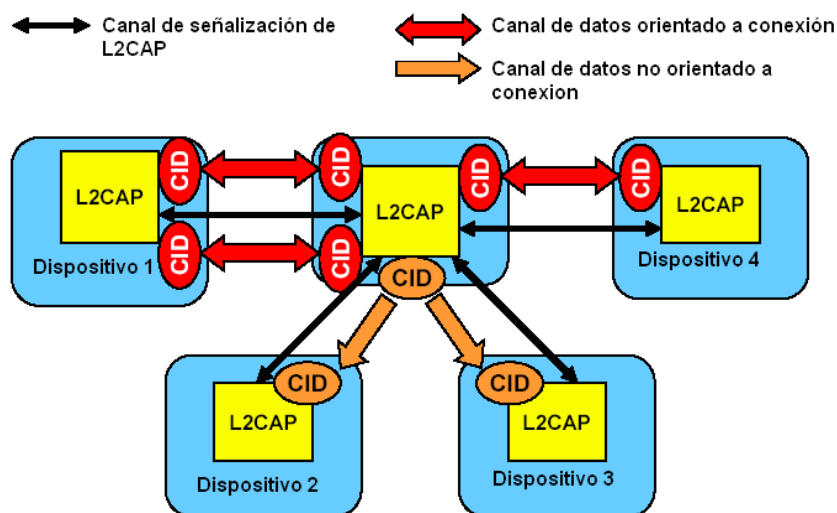 Canal de señalización de
L2CAP
Canal de datos orientado a conexión
Canal de datos no orientado a
conexion
CID
CID
CID
CID
L2CAP
L2CAP
L2CAP
CID
CID
Dispositivo 1
Dispositivo 4
CID
CID
CID
L2CAP
L2CAP
Dispositivo 2
Dispositivo 3